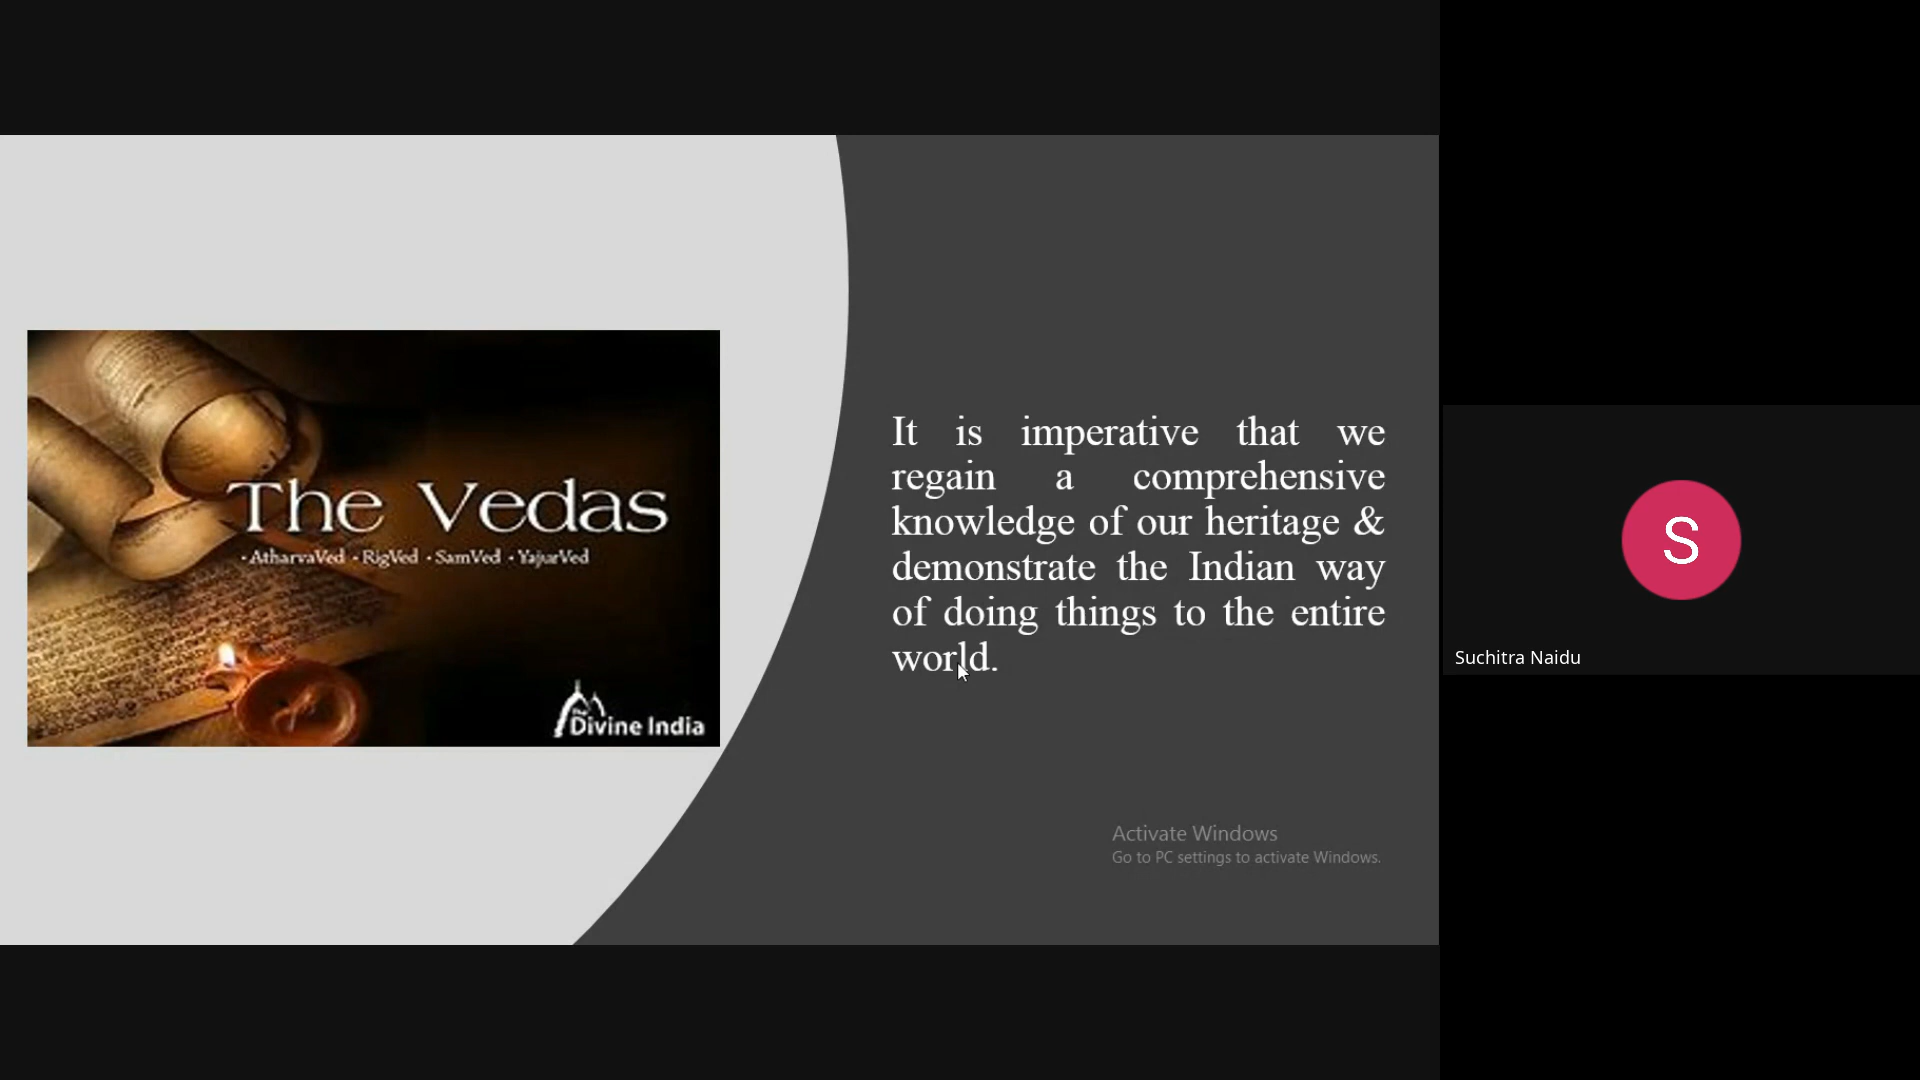 The Vedas
• AtharvaVed • RigVed • SamVed • YajurVed
The
Divine India
It is imperative that we
regain a comprehensive
knowledge of our heritage &
demonstrate the Indian way
of doing things to the entire
world.
Activate Windows
Go to PC settings to activate Windows.
S
Suchitra Naidu